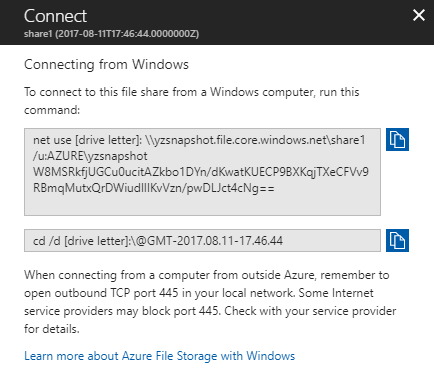 Connect
share1 (2017-08-11T17:46:44.0000000Z)
Connecting from Windows
To connect to this file share from a Windows computer, run this
command:
net use [drive letter]: \\yzsnapshot.file.core.windows.net\share1
/u:AZURE\yzsnapshot
W8MSRkfjUGCu0ucitAZkbo1DYn/dKwatKUECP9BXKqjTXeCFVv9
RBmqMutxQrDWiudIIIKvVzn/pwDLJct4cNg==
cd /d [drive letter]:\@GMT-2017.08.11-17.46.44
When connecting from a computer from outside Azure, remember to
open outbound TCP port 445 in your local network. Some Internet
service providers may block port 445. Check with your service provider
for details.
Learn more about Azure File Storage with Windows